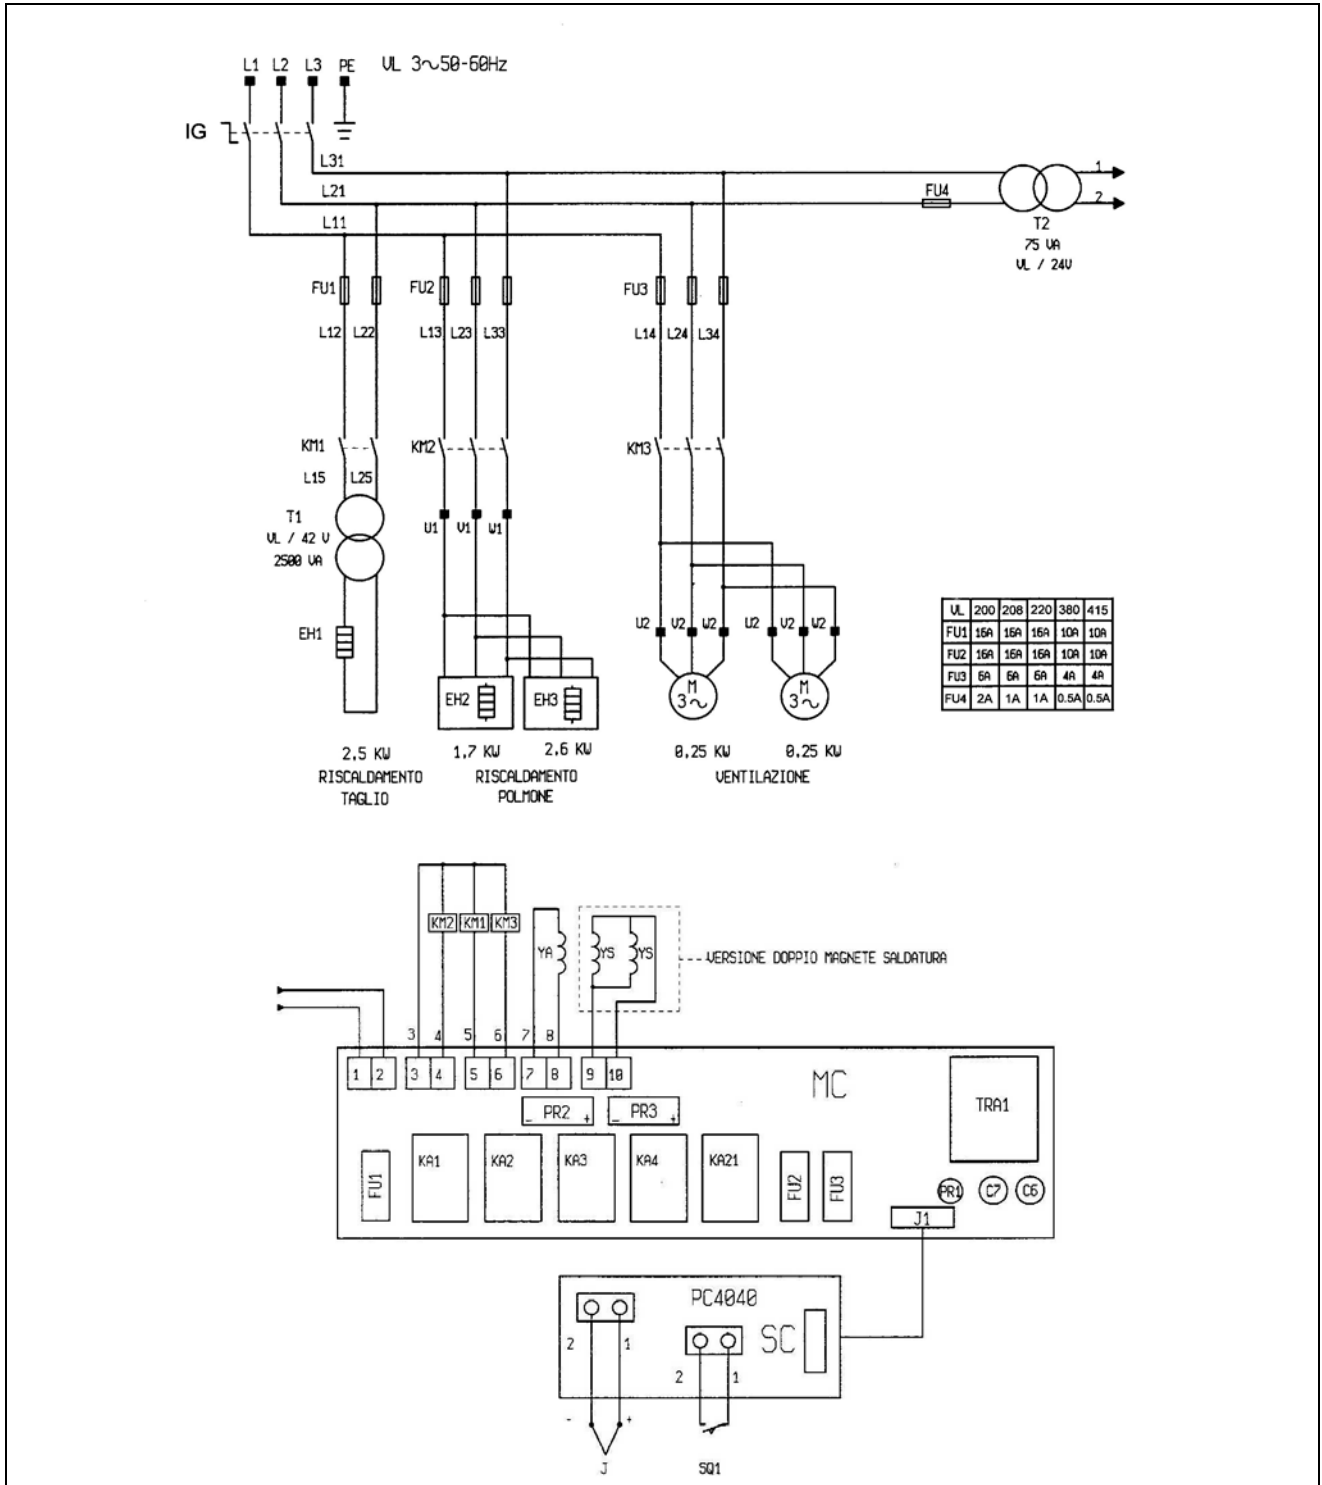 L1 L2 L3 PE VL 3~50-60Hz
IG
L31
L21
L11
FU4
1
2
T2
75 VA
VL / 24V
FU1 FU2 FU3
L12 L22 L13 L23 L33 L14 L24 L34
KM1 KM2 KM3
L15 L25
T1
VL / 42 V
2500 VA
U1 V1 W1
EH1
U2 V2 W2 U2 V2 W2
EH2 EH3
M
3~
M
3~
2,5 KW 1,7 KW 2,6 KW 0,25 KW 0,25 KW
RISCALDAMENTO
TAGLIO
RISCALDAMENTO
POLMONE
VENTILAZIONE
VL 200 208 220 380 415
FU1 16A 16A 16A 10A 10A
FU2 16A 16A 16A 10A 10A
FU3 6A 6A 6A 4A 4A
FU4 2A 1A 1A 0.5A 0.5A
KM2 KM1 KM3
YA YS YS
VERSIONE DOPPIO MAGNETE SALDATURA
3 4 5 6 7 8
1 2 3 4 5 6 7 8 9 10
MC
TRA1
- PR2 + - PR3 +
FU1 KA1 KA2 KA3 KA4 KA21 FU2 FU3
PR1 C7 C6
J1
PC4040
SC
2 1
2 1
- +
J SQ1